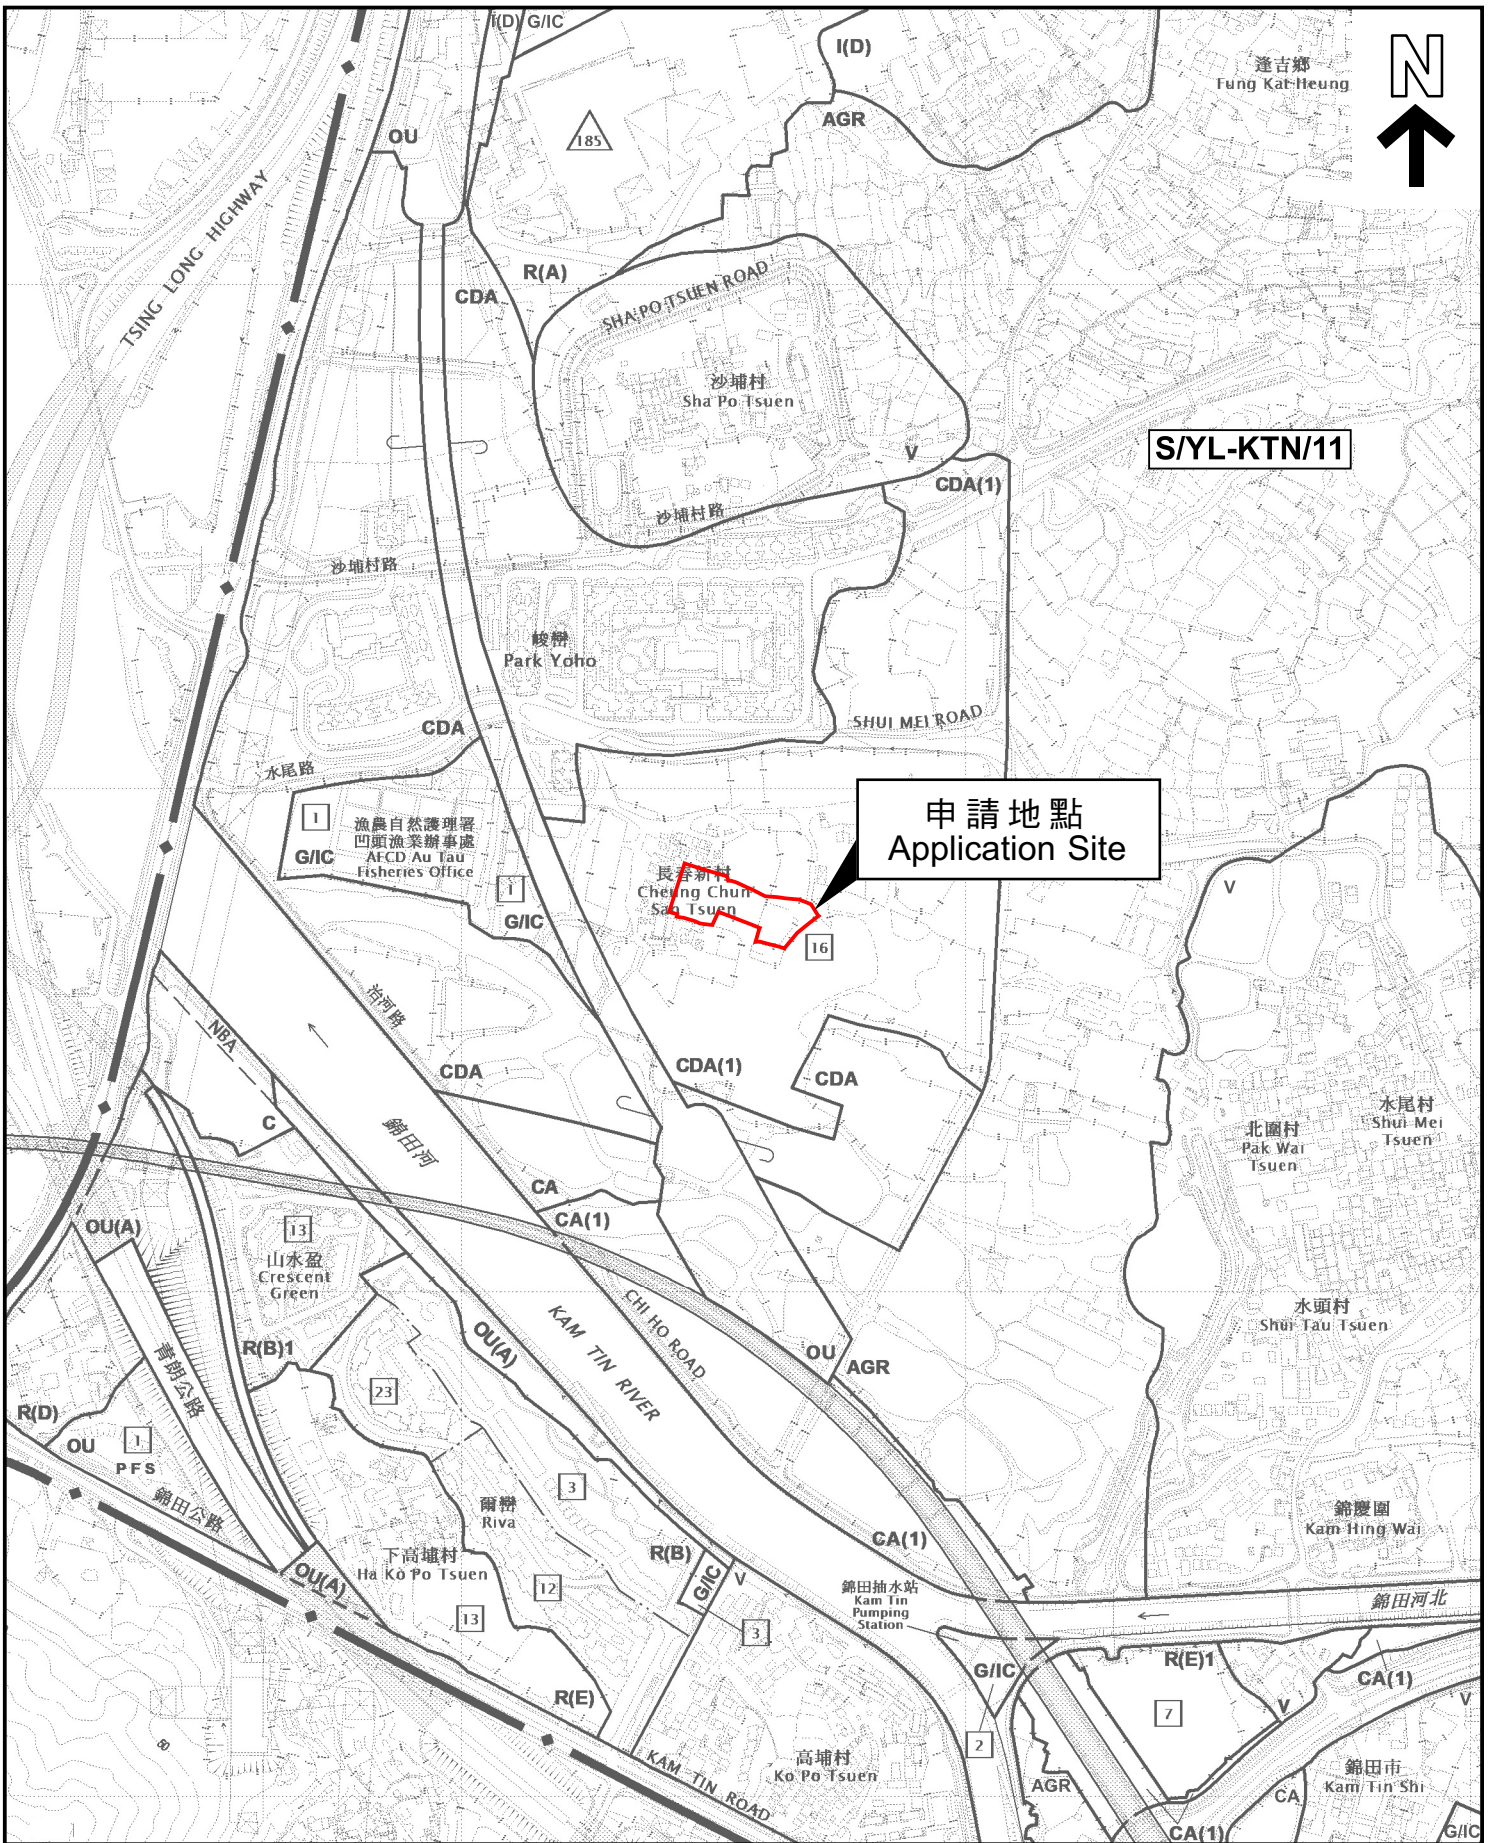 I(D) G/IC
I(D)
逢吉鄉
Fung Kat Heung
N
OU
185
AGR
TSING LONG HIGHWAY
R(A)
CDA
SHA PO TSUEN ROAD
沙埔村
Sha Po Tsuen
S/YL-KTN/11
V
CDA(1)
沙埔村路
沙埔村路
峻巒
Park Yoho
CDA
SHUI MEI ROAD
水尾路
申請地點
Application Site
1
漁農自然護理署
凹頭漁業辦事處
AFCD Au Tau
Fisheries Office
G/IC
1
G/IC
長春新村
Cheung Chun
San Tsuen
16
V
治河路
NBA
CDA
CDA(1)
CDA
C
錦田河
水尾村
Shui Mei
Tsuen
北圍村
Pak Wai
Tsuen
CA
CA(1)
OU(A)
13
山水盈
Crescent
Green
水頭村
Shui Tau Tsuen
KAM TIN RIVER
CHI HO ROAD
OU(A)
R(B)1
青朗公路
OU
AGR
23
R(D)
OU
1
PFS
錦田公路
3
爾巒
Riva
錦慶圍
Kam Hing Wai
CA(1)
R(B)
G/IC
V
下高埔村
Ha Ko Po Tsuen
OU(A)
12
13
錦田抽水站
Kam Tin
Pumping
Station
錦田河北
3
G/IC
R(E)1
CA(1)
R(E)
V
V
7
2
高埔村
Ko Po Tsuen
KAM TIN ROAD
60
AGR
錦田市
Kam Tin Shi
CA
CA(1)
G/IC